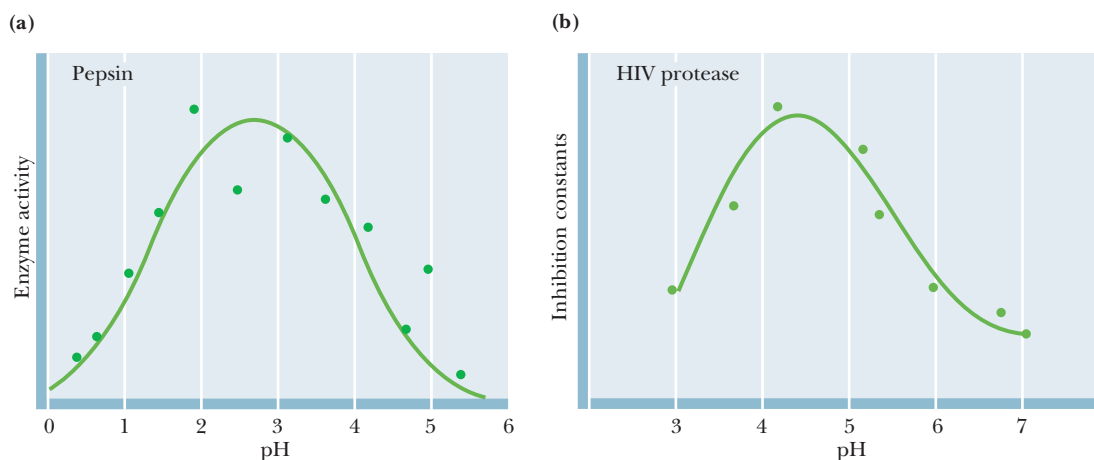 (a)
Pepsin
Enzyme activity
0 1 2 3 4 5 6
pH
(b)
HIV protease
Inhibition constants
3 4 5 6 7
pH